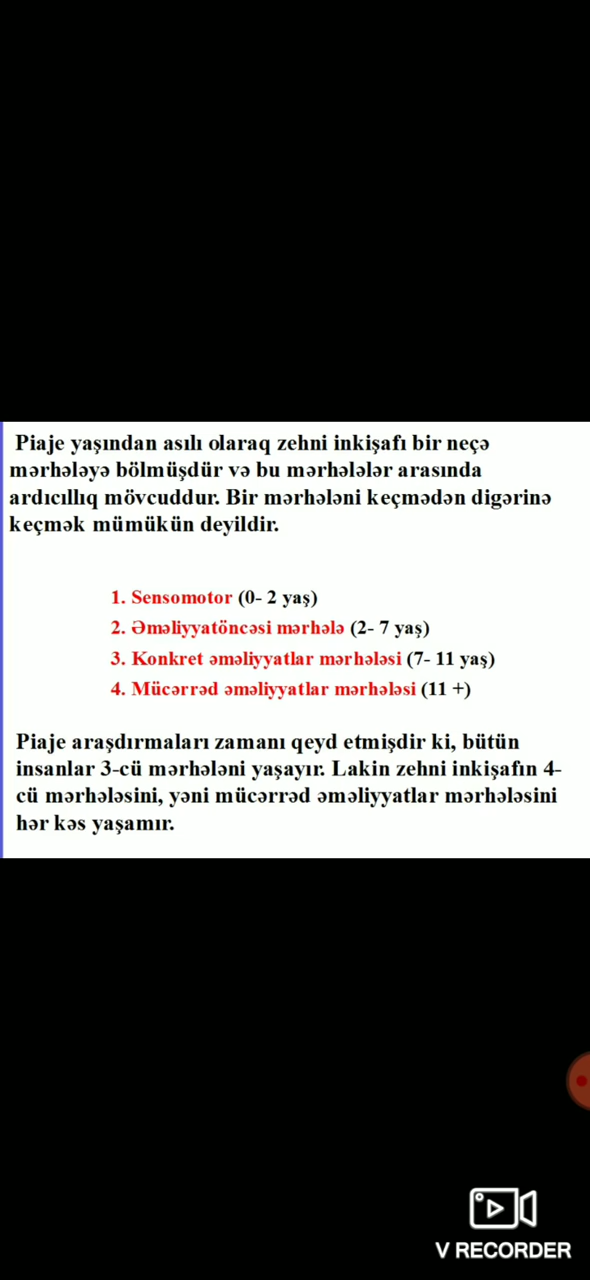 Piaje yaşından asılı olaraq zehni inkişafı bir neçə
mərhələyə bölmüşdür və bu mərhələlər arasında
ardıcıllıq mövcuddur. Bir mərhələni keçmədən digərinə
keçmək mümükün deyildir.
1. Sensomotor (0- 2 yaş)
2. Əməliyyatöncəsi mərhələ (2- 7 yaş)
3. Konkret əməliyyatlar mərhələsi (7- 11 yaş)
4. Mücərrəd əməliyyatlar mərhələsi (11 +)
Piaje araşdırmaları zamanı qeyd etmişdir ki, bütün
insanlar 3-cü mərhələni yaşayır. Lakin zehni inkişafın 4-
cü mərhələsini, yəni mücərrəd əməliyyatlar mərhələsini
hər kəs yaşamır.
V RECORDER